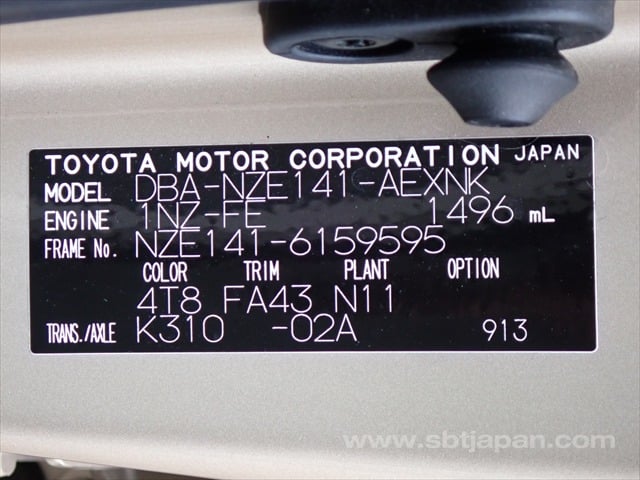 TOYOTA MOTOR CORPORATION JAPAN
MODEL DBA-NZE141-AEXNK
ENGINE 1NZ-FE 1496 mL
FRAME No. NZE141-6159595
COLOR TRIM PLANT OPTION
4T8 FA43 N11
TRANS./AXLE K310 -02A 913
www.sbtjapan.com